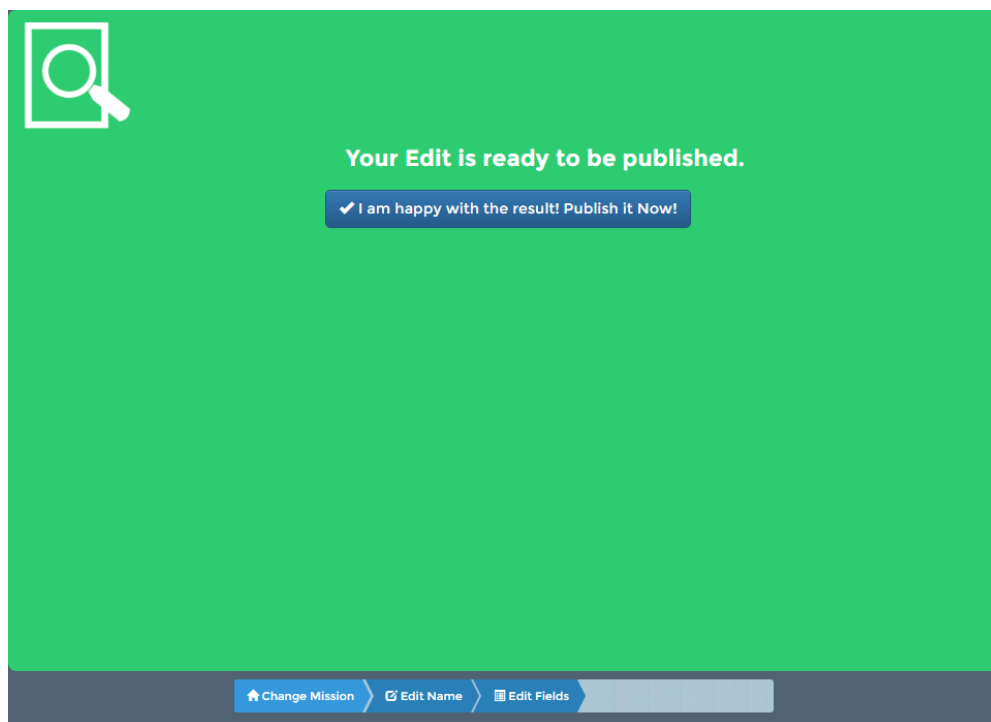 Your Edit is ready to be published.
I am happy with the result! Publish it Now!
Change Mission Edit Name Edit Fields